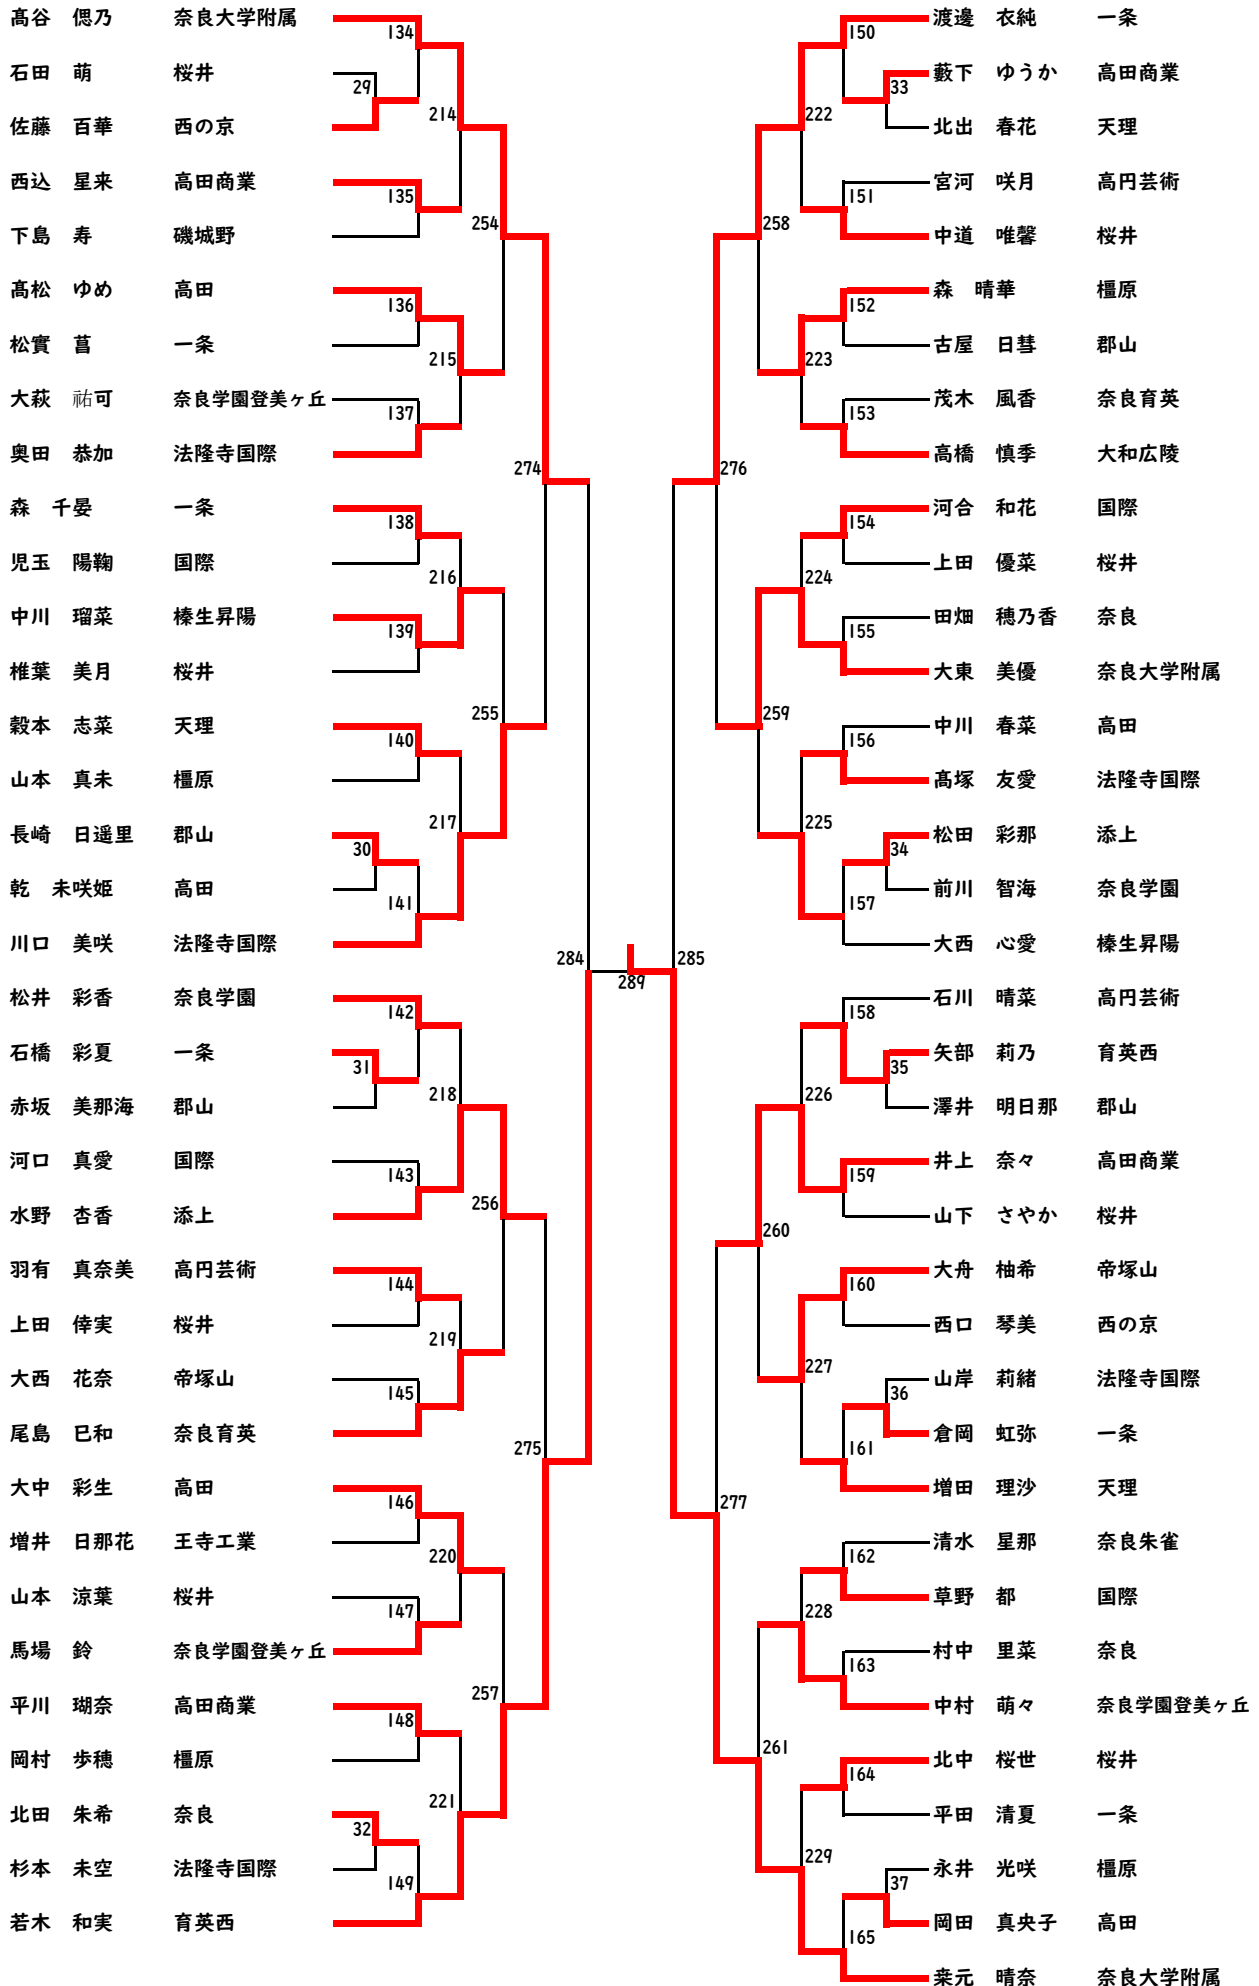 髙谷 偲乃 奈良大学附属
134
石田 萌 桜井
29
佐藤 百華 西の京
214
西込 星来 高田商業
135
下島 寿 磯城野
254
髙松 ゆめ 高田
136
松實 菖 一条
215
大萩 祐可 奈良学園登美ヶ丘
137
奥田 恭加 法隆寺国際
274
森 千晏 一条
138
児玉 陽鞠 国際
216
中川 瑠菜 榛生昇陽
139
椎葉 美月 桜井
255
穀本 志菜 天理
140
山本 真未 橿原
217
長崎 日遥里 郡山
30
乾 未咲姫 高田
141
川口 美咲 法隆寺国際
284
松井 彩香 奈良学園
142
石橋 彩夏 一条
31
218
赤坂 美那海 郡山
河口 真愛 国際
143
256
水野 杏香 添上
羽有 真奈美 高円芸術
144
上田 倖実 桜井
219
大西 花奈 帝塚山
145
尾島 巳和 奈良育英
275
大中 彩生 高田
146
増井 日那花 王寺工業
220
山本 涼葉 桜井
147
馬場 鈴 奈良学園登美ヶ丘
257
平川 瑚奈 高田商業
148
岡村 歩穂 橿原
221
北田 朱希 奈良
32
杉本 未空 法隆寺国際
149
若木 和実 育英西
289
渡邊 衣純 一条
150
藪下 ゆうか 高田商業
33
222
北出 春花 天理
宮河 咲月 高円芸術
151
258
中道 唯馨 桜井
森 晴華 橿原
152
古屋 日彗 郡山
223
茂木 風香 奈良育英
153
高橋 慎季 大和広陵
276
河合 和花 国際
154
上田 優菜 桜井
224
田畑 穂乃香 奈良
155
大東 美優 奈良大学附属
259
中川 春菜 高田
156
髙塚 友愛 法隆寺国際
225
松田 彩那 添上
34
前川 智海 奈良学園
157
大西 心愛 榛生昇陽
285
石川 晴菜 高円芸術
158
矢部 莉乃 育英西
35
226
澤井 明日那 郡山
井上 奈々 高田商業
159
山下 さやか 桜井
260
大舟 柚希 帝塚山
160
西口 琴美 西の京
227
山岸 莉緒 法隆寺国際
36
倉岡 虹弥 一条
161
増田 理沙 天理
277
清水 星那 奈良朱雀
162
草野 都 国際
228
村中 里菜 奈良
163
中村 萌々 奈良学園登美ヶ丘
261
北中 桜世 桜井
164
平田 清夏 一条
229
永井 光咲 橿原
37
岡田 真央子 高田
165
桒元 晴奈 奈良大学附属